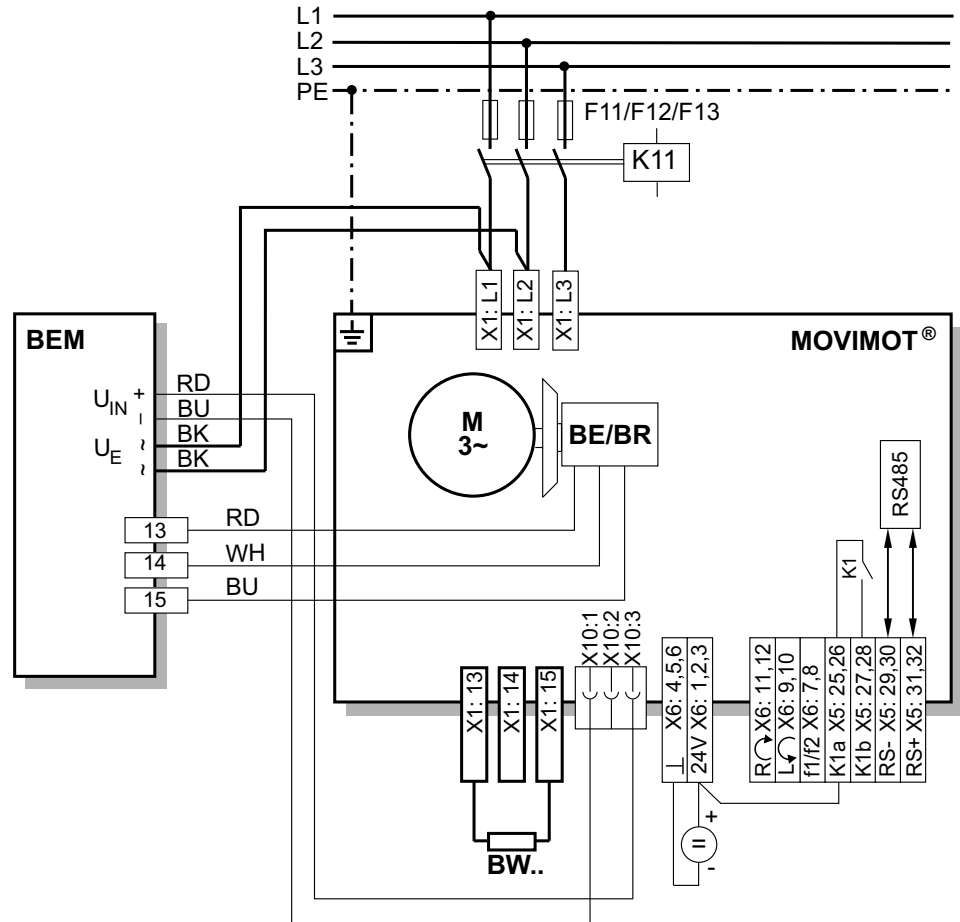 L1
L2
L3
PE
F11/F12/F13
K11
X1: L1
X1: L2
X1: L3
BEM
MOVIMOT®
UIN + RD
– BU
UE ~ BK
~ BK
M
3~
BE/BR
RS485
13 RD
14 WH
15 BU
K1
X10:1
X10:2
X10:3
X1: 13
X1: 14
X1: 15
⊥ X6: 4,5,6
24V X6: 1,2,3
R X6: 11,12
L X6: 9,10
f1/f2 X6: 7,8
K1a X5: 25,26
K1b X5: 27,28
RS- X5: 29,30
RS+ X5: 31,32
+
=
-
BW..